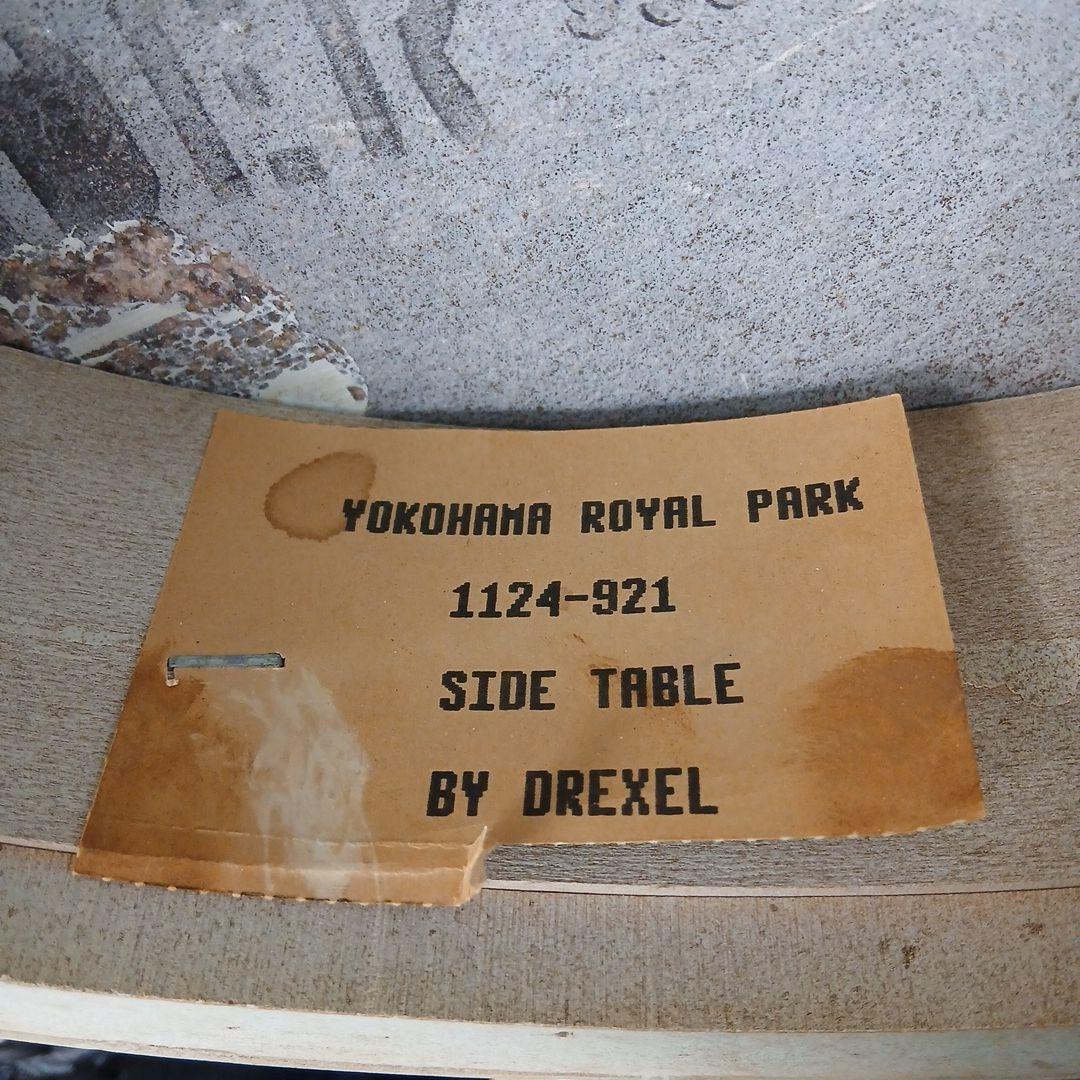 YOKOHAMA ROYAL PARK
1124-921
SIDE TABLE
BY DREXEL